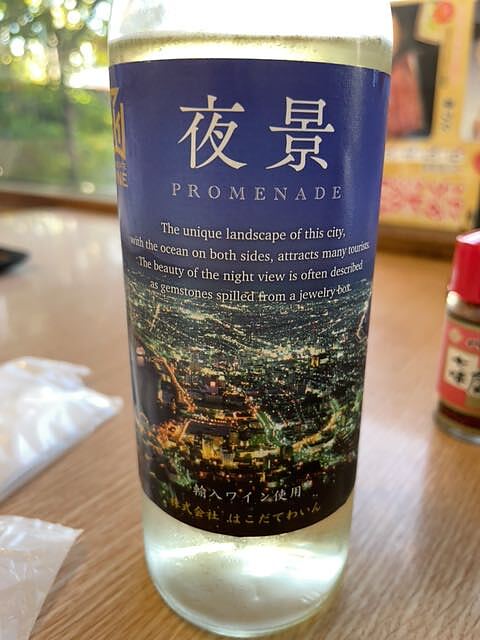 夜景
PROMENADE
The unique landscape of this city,
with the ocean on both sides, attracts many tourists.
The beauty of the night view is often described
as gemstones spilled from a jewelry box.
輸入ワイン使用
株式会社 はこだてわいん
七味